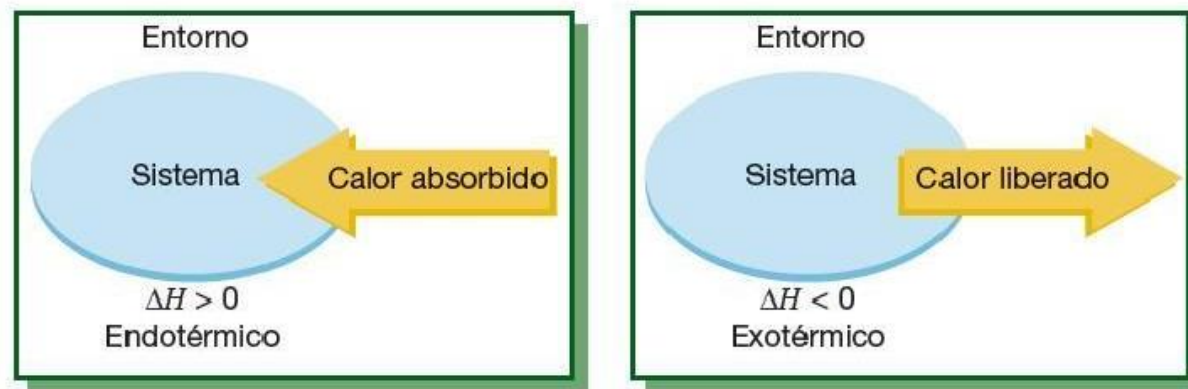 Entorno
Sistema
Calor absorbido
ΔH > 0
Endotérmico
Entorno
Sistema
Calor liberado
ΔH < 0
Exotérmico